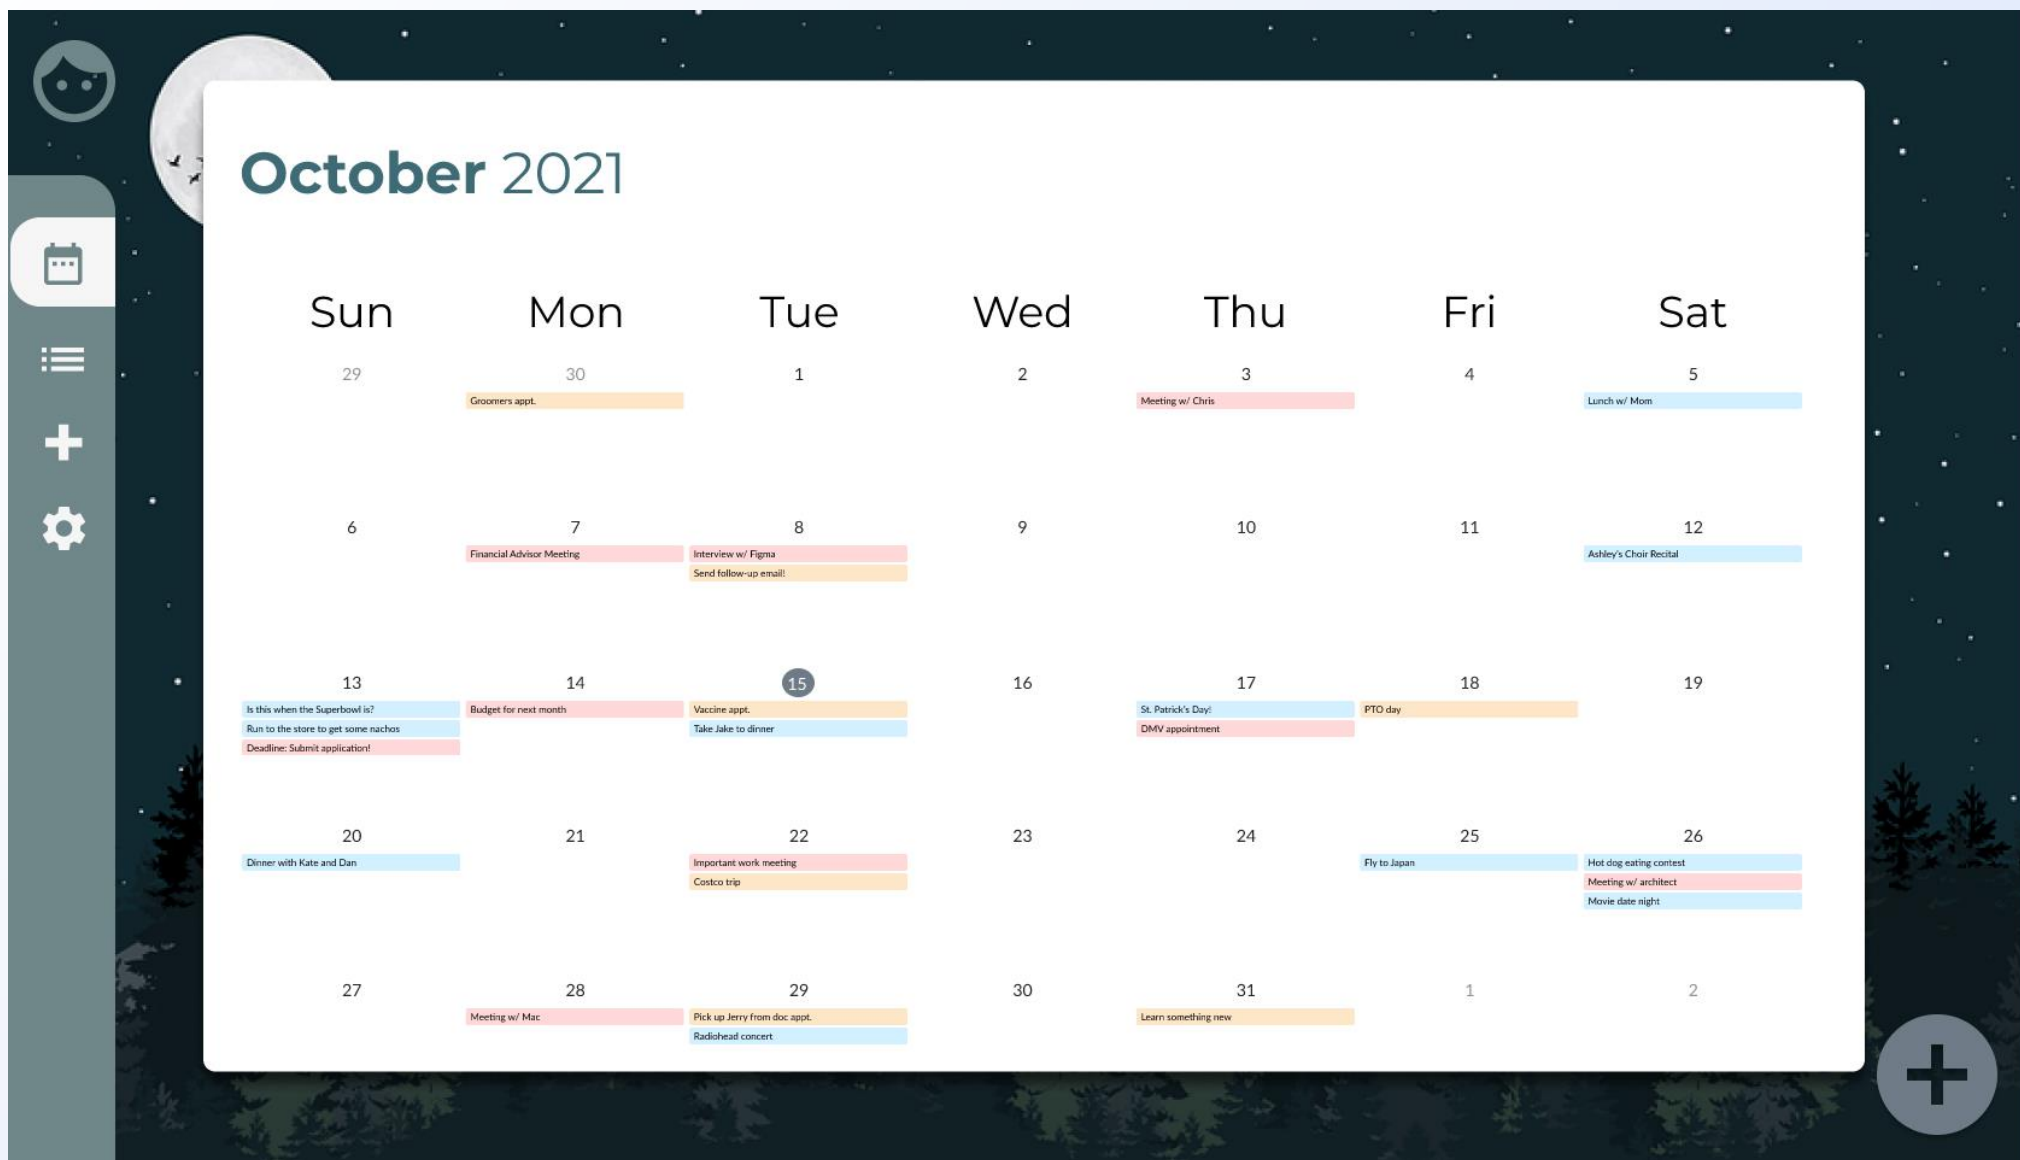 October 2021
Sun Mon Tue Wed Thu Fri Sat
29 30 1 2 3 4 5
Groomers appt. Meeting w/ Chris Lunch w/ Mom
6 7 8 9 10 11 12
Financial Advisor Meeting Interview w/ Figma Ashley's Choir Recital
Send follow-up email!
13 14 15 16 17 18 19
Is this when the Superbowl is? Budget for next month Vaccine appt. St. Patrick's Day! PTO day
Run to the store to get some nachos Take Jake to dinner DMV appointment
Deadline: Submit application!
20 21 22 23 24 25 26
Dinner with Kate and Dan Important work meeting Fly to Japan Hot dog eating contest
Costco trip Meeting w/ architect
Movie date night
27 28 29 30 31 1 2
Meeting w/ Mac Pick up Jerry from doc appt. Learn something new
Radiohead concert